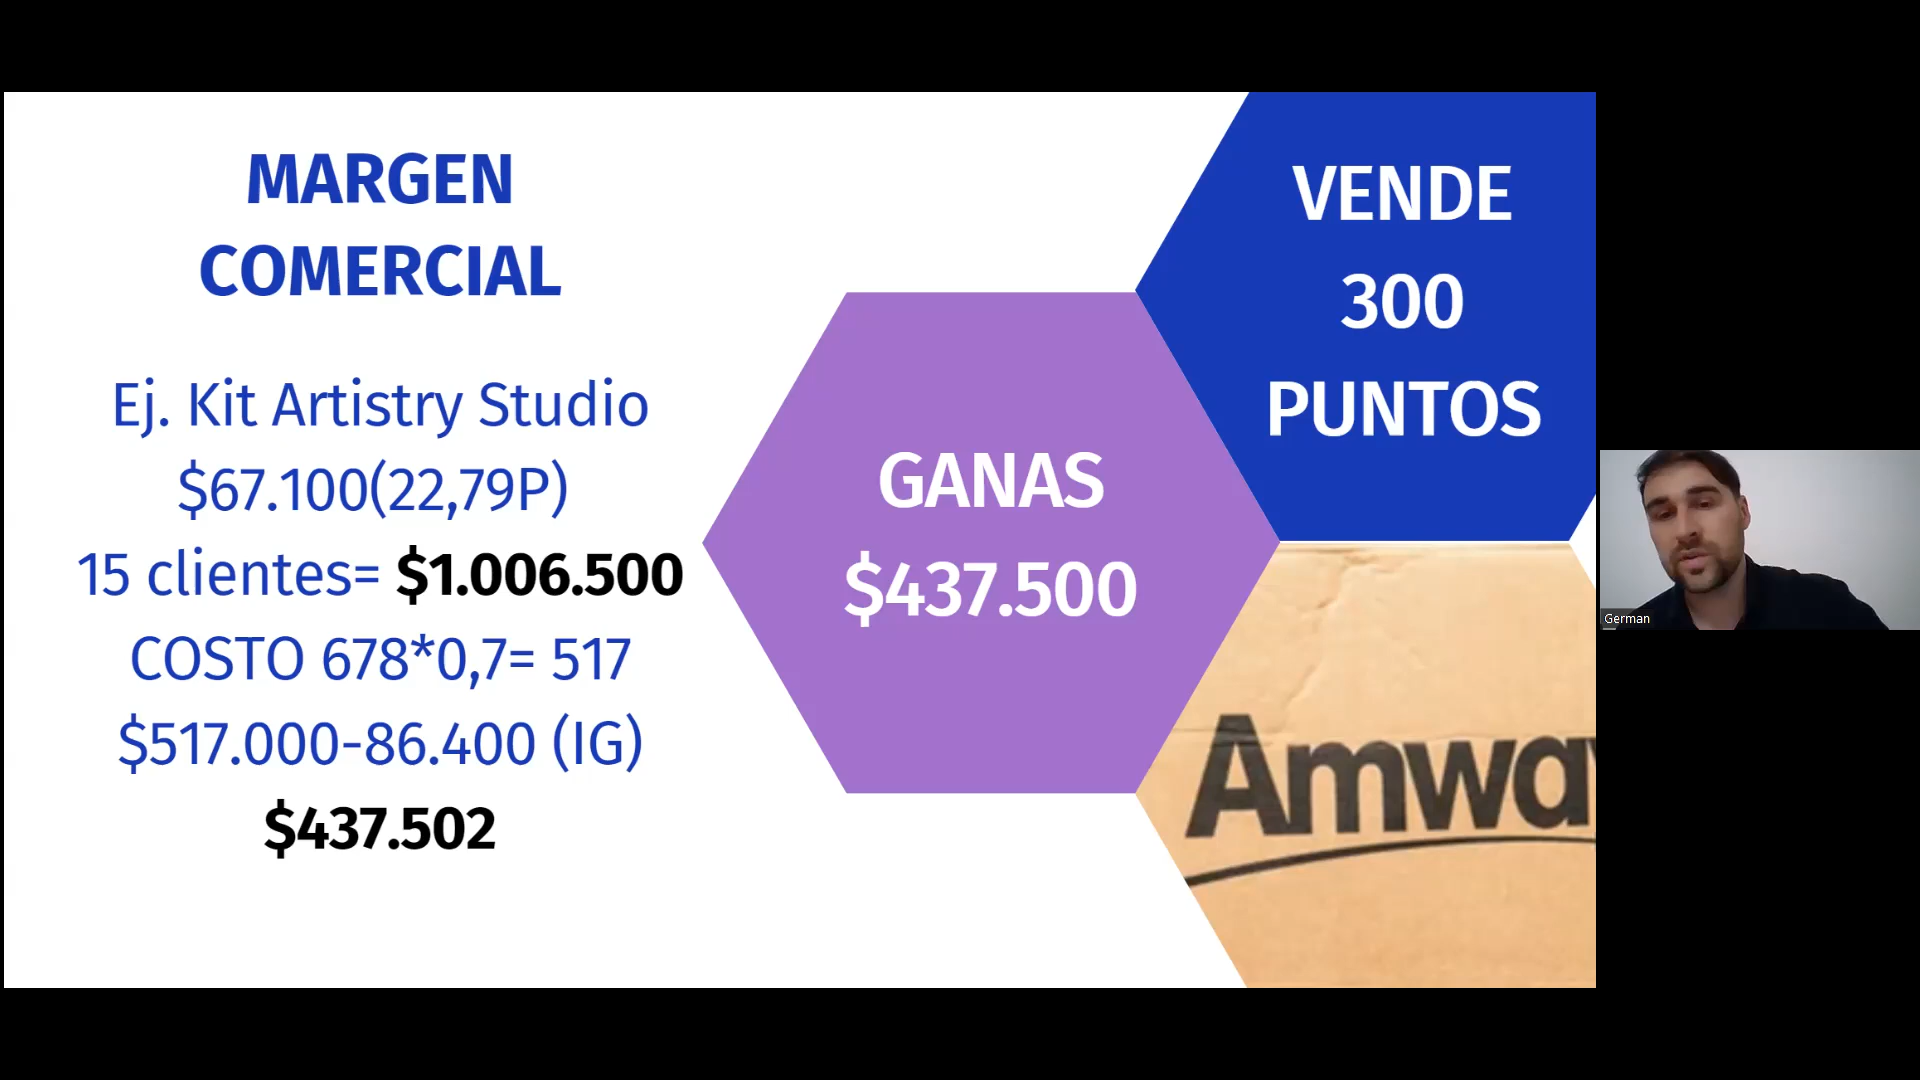 MARGEN
COMERCIAL
Ej. Kit Artistry Studio
$67.100(22,79P)
15 clientes= $1.006.500
COSTO 678*0,7= 517
$517.000-86.400 (IG)
$437.502
GANAS
$437.500
VENDE
300
PUNTOS
Amway
German